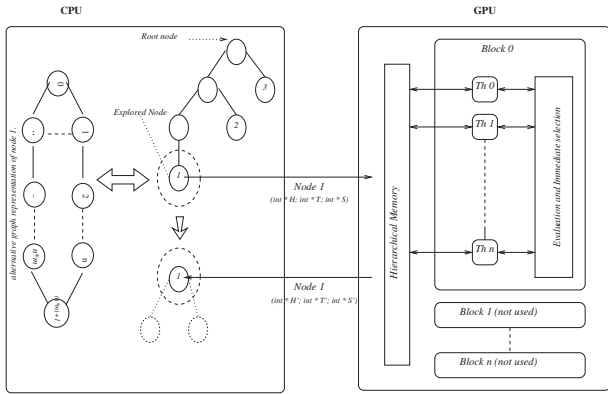 CPU
GPU
Root node
Block 0
3
Th 0
Explored Node
2
Th 1
0
1
alternative graph representation of node 1.
1
2
n
Node 1
(int * H; int * T; int * S)
Hierarchical Memory
Evaluation and Immediate selection
Th n
1
Node 1
(int * H'; int * T'; int * S')
Block 1 (not used)
Block n (not used)